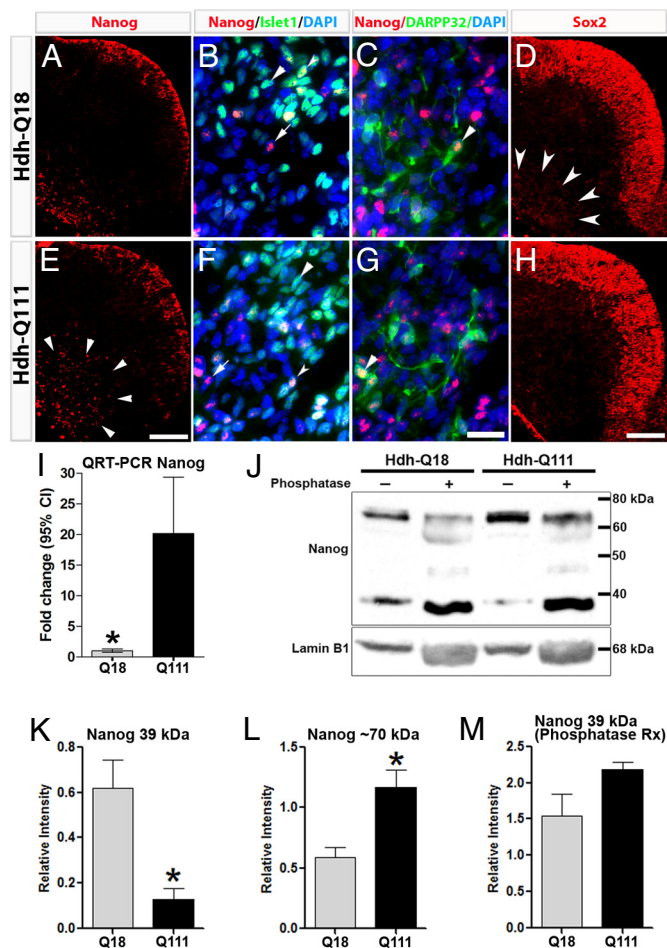 Nanog
Nanog/Islet1/DAPI
Nanog/DARPP32/DAPI
Sox2
Hdh-Q18
A
B
C
D
Hdh-Q111
E
F
G
H
I
QRT-PCR Nanog
Fold change (95% CI)
30
25
20
15
10
5
0
*
Q18
Q111
J
Hdh-Q18
Hdh-Q111
Phosphatase
–
+
–
+
80 kDa
60
50
40
Nanog
Lamin B1
68 kDa
K
Nanog 39 kDa
Relative Intensity
0.8
0.6
0.4
0.2
0.0
*
Q18
Q111
L
Nanog ~70 kDa
Relative Intensity
1.5
1.0
0.5
0.0
*
Q18
Q111
M
Nanog 39 kDa
(Phosphatase Rx)
Relative Intensity
2.5
2.0
1.5
1.0
0.5
0.0
Q18
Q111